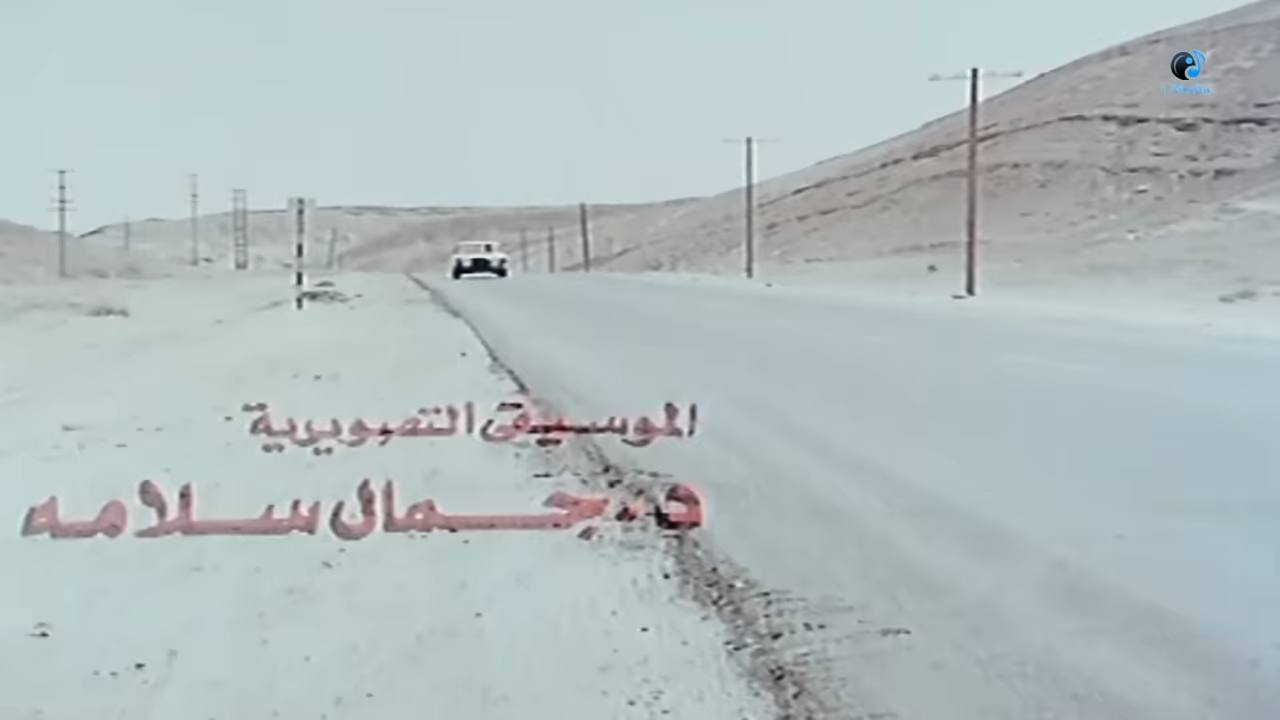 الموسيقى التصويرية
د. جمال سلامه